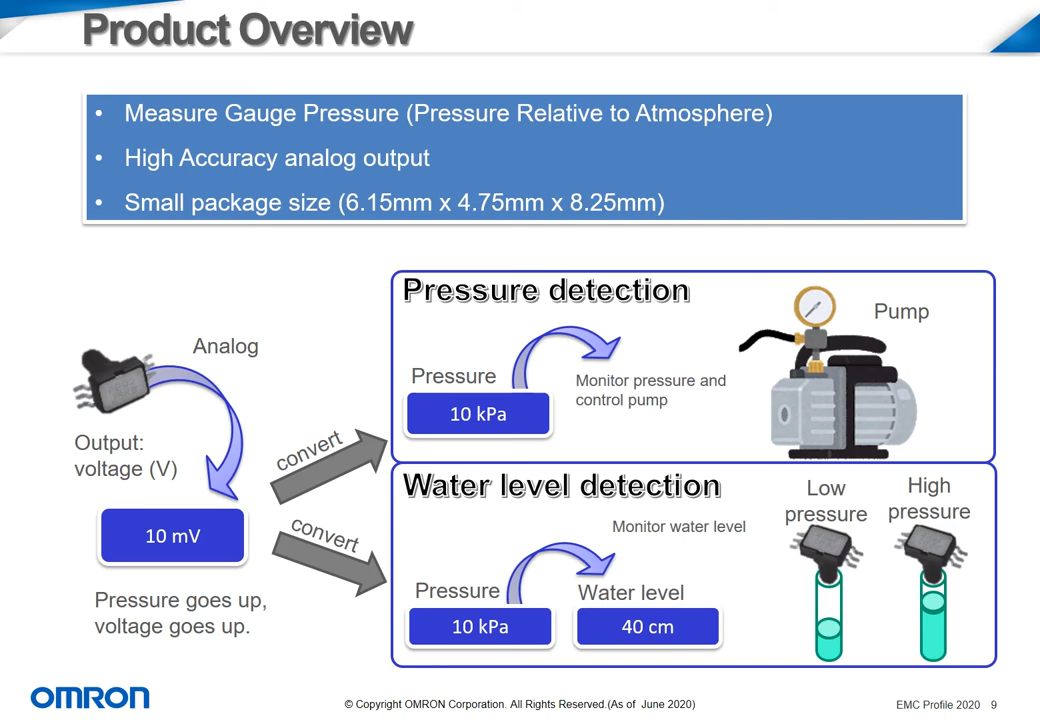 Product Overview
• Measure Gauge Pressure (Pressure Relative to Atmosphere)
• High Accuracy analog output
• Small package size (6.15mm x 4.75mm x 8.25mm)
Analog
Output:
voltage (V)
10 mV
Pressure goes up,
voltage goes up.
convert
convert
Pressure detection
Pressure
10 kPa
Monitor pressure and
control pump
Pump
Water level detection
Monitor water level
Pressure
10 kPa
Water level
40 cm
Low
pressure
High
pressure
OMRON
© Copyright OMRON Corporation. All Rights Reserved.(As of June 2020)
EMC Profile 2020 9